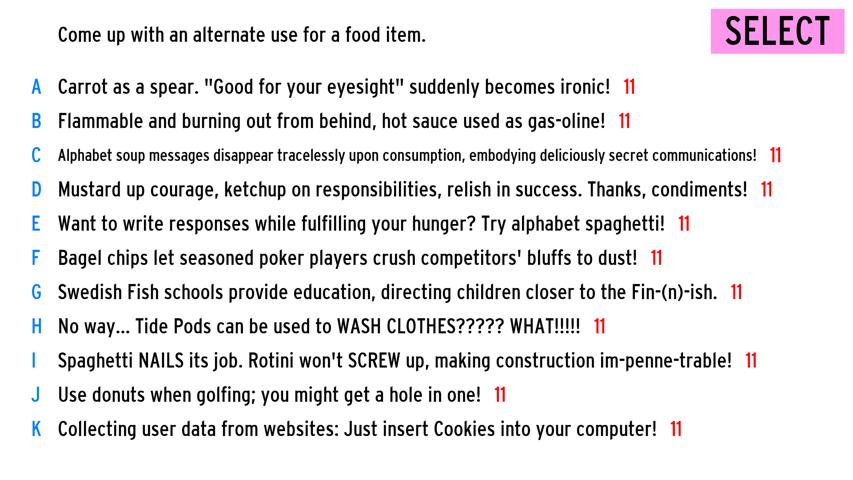 Come up with an alternate use for a food item.
SELECT
A Carrot as a spear. "Good for your eyesight" suddenly becomes ironic! 11
B Flammable and burning out from behind, hot sauce used as gas-oline! 11
C Alphabet soup messages disappear tracelessly upon consumption, embodying deliciously secret communications! 11
D Mustard up courage, ketchup on responsibilities, relish in success. Thanks, condiments! 11
E Want to write responses while fulfilling your hunger? Try alphabet spaghetti! 11
F Bagel chips let seasoned poker players crush competitors' bluffs to dust! 11
G Swedish Fish schools provide education, directing children closer to the Fin-(n)-ish. 11
H No way... Tide Pods can be used to WASH CLOTHES????? WHAT!!!!! 11
I Spaghetti NAILS its job. Rotini won't SCREW up, making construction im-penne-trable! 11
J Use donuts when golfing; you might get a hole in one! 11
K Collecting user data from websites: Just insert Cookies into your computer! 11